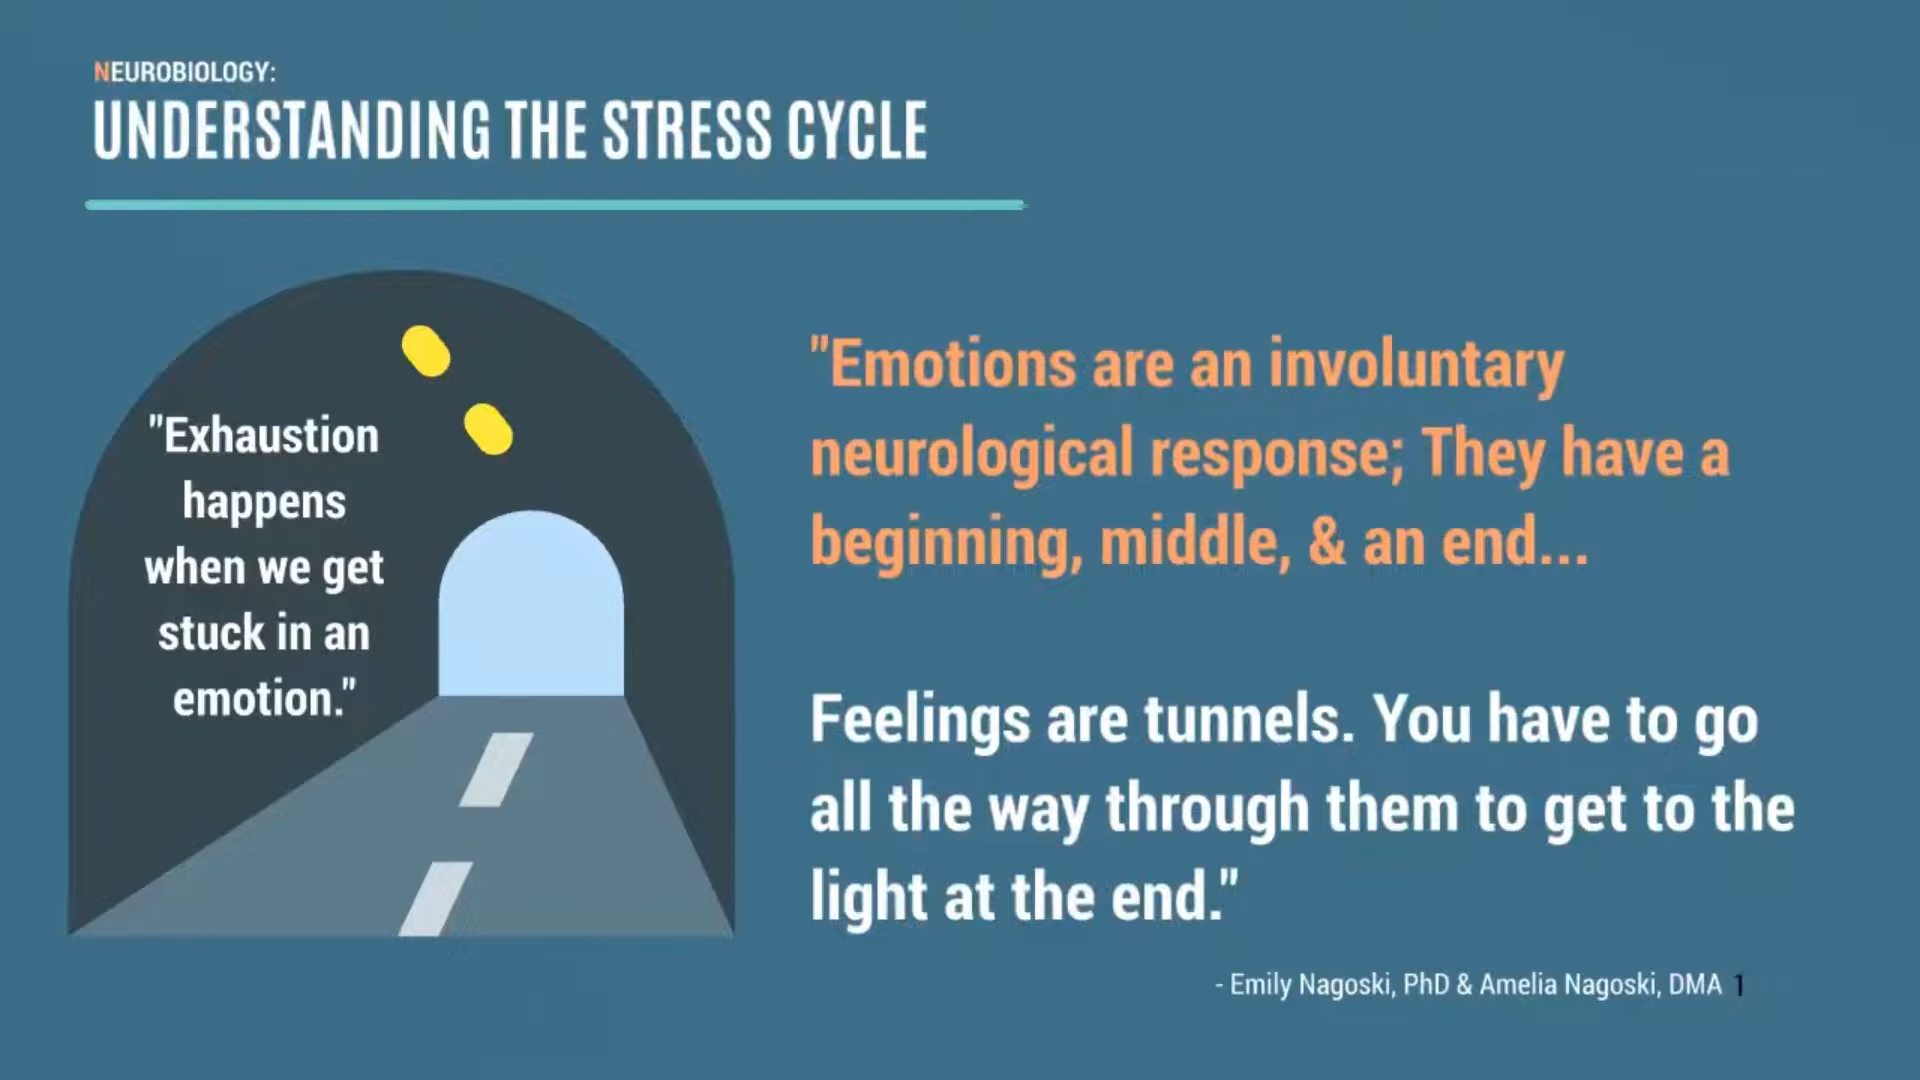 NEUROBIOLOGY:
UNDERSTANDING THE STRESS CYCLE
"Exhaustion
happens
when we get
stuck in an
emotion."
"Emotions are an involuntary
neurological response; They have a
beginning, middle, & an end...
Feelings are tunnels. You have to go
all the way through them to get to the
light at the end."
- Emily Nagoski, PhD & Amelia Nagoski, DMA 1